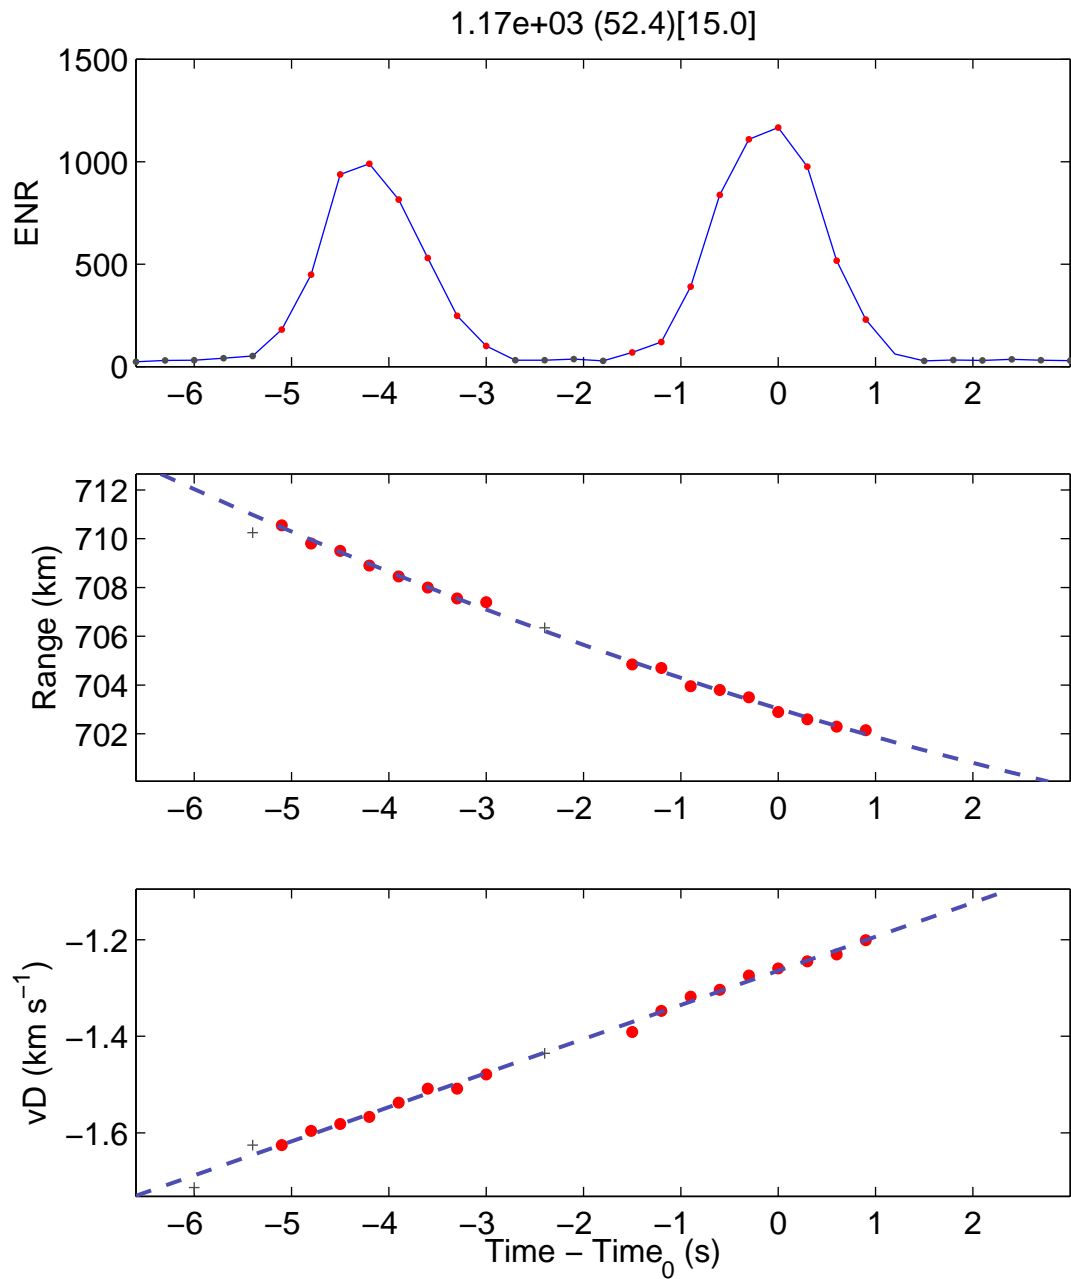 1.17e+03 (52.4)[15.0]
1500
1000
500
0
ENR
−6 −5 −4 −3 −2 −1 0 1 2
712
710
708
706
704
702
Range (km)
−6 −5 −4 −3 −2 −1 0 1 2
−1.2
−1.4
−1.6
vD (km s−1)
−6 −5 −4 −3 −2 −1 0 1 2
Time − Time0 (s)